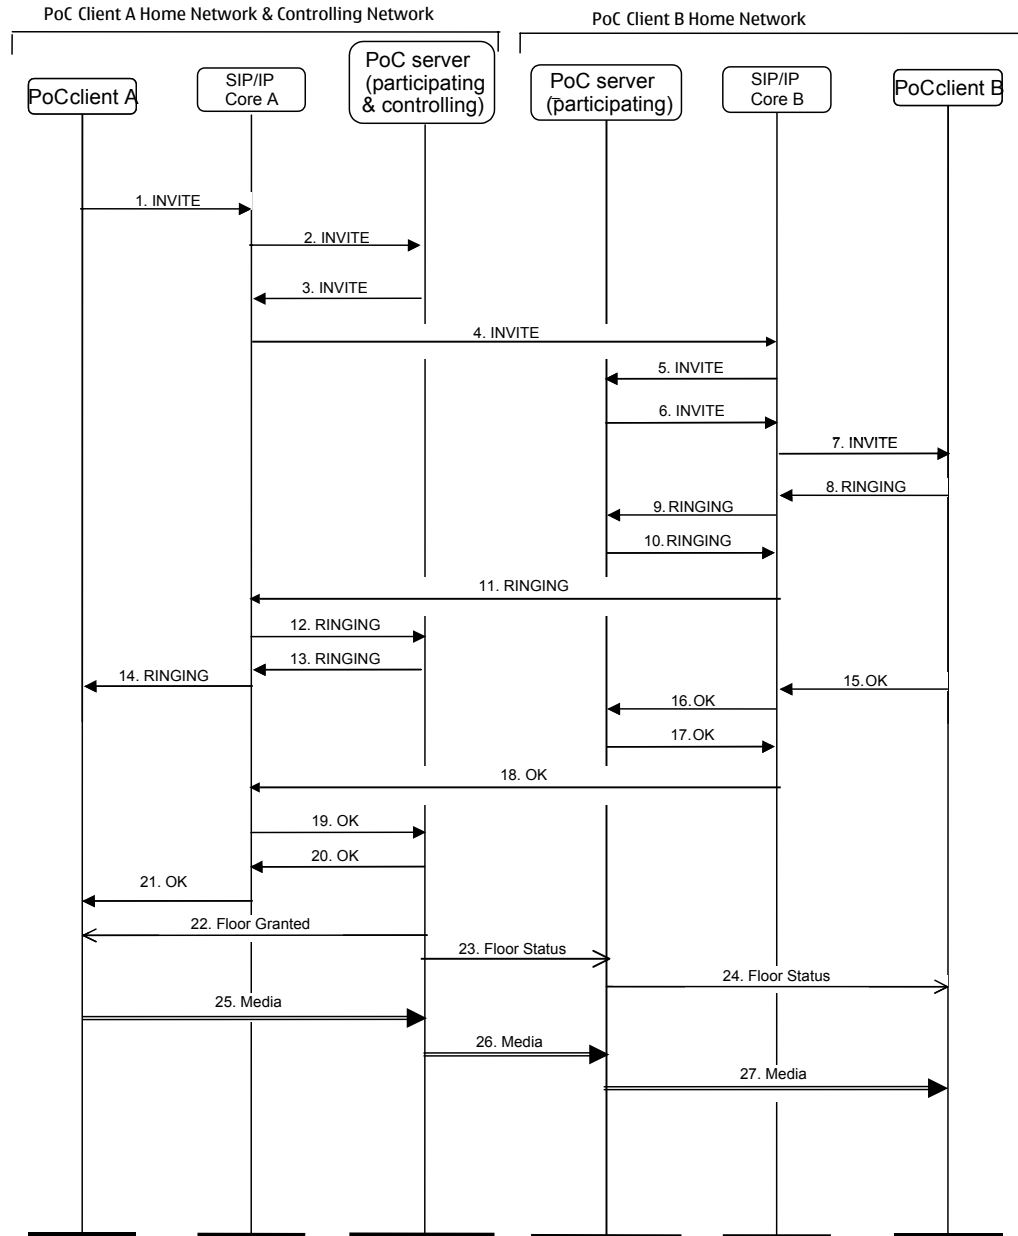 PoC Client A Home Network & Controlling Network
PoC Client B Home Network
PoCclient A
SIP/IP
Core A
PoC server
(participating
& controlling)
PoC server
(participating)
SIP/IP
Core B
PoCclient B
1. INVITE
2. INVITE
3. INVITE
4. INVITE
5. INVITE
6. INVITE
7. INVITE
8. RINGING
9. RINGING
10. RINGING
11. RINGING
12. RINGING
13. RINGING
14. RINGING
15. OK
16. OK
17. OK
18. OK
19. OK
20. OK
21. OK
22. Floor Granted
23. Floor Status
24. Floor Status
25. Media
26. Media
27. Media